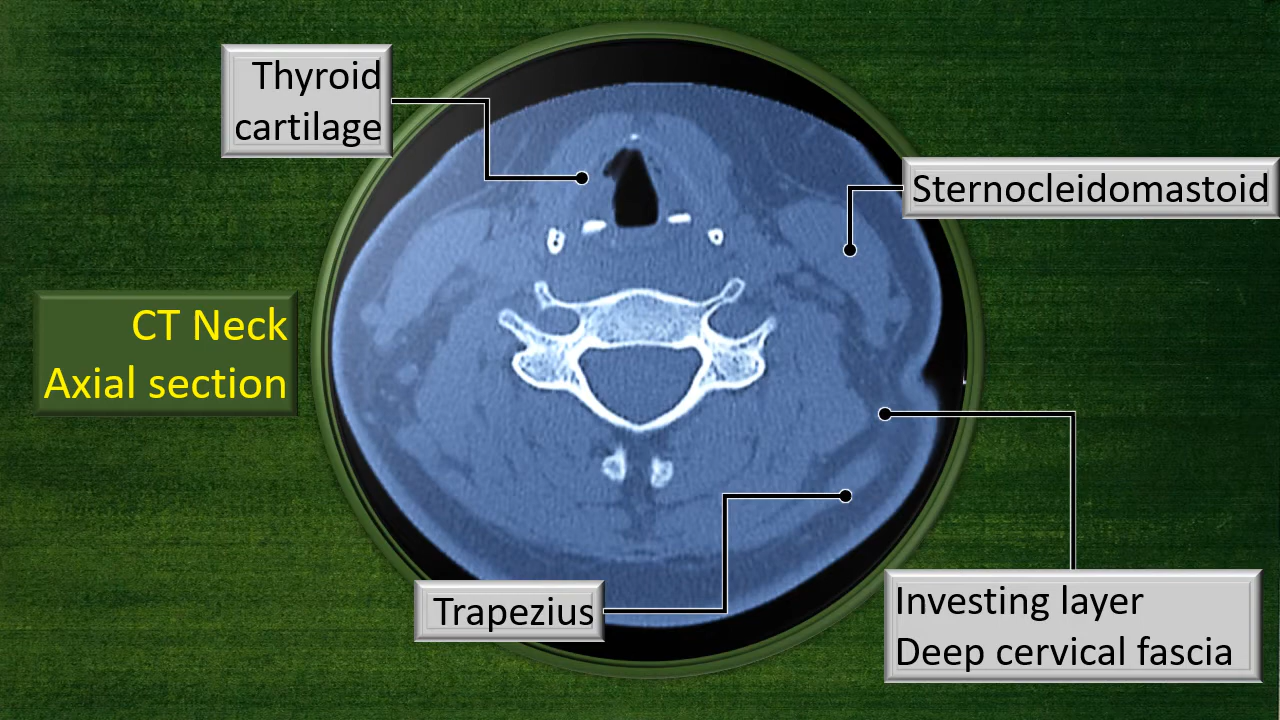 Thyroid
cartilage
Sternocleidomastoid
CT Neck
Axial section
Trapezius
Investing layer
Deep cervical fascia